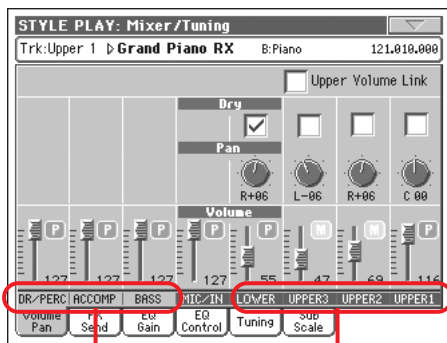 STYLE PLAY: Mixer/Tuning
Trk:Upper 1 ▷Grand Piano RX B:Piano 121.010.000
Upper Volume Link
Dry
Pan
R+06 L-06 R+06 C 00
Volume
P P P P M M P
127 127 127 127 55 47 69 116
DR/PERC ACCOMP BASS MIC/IN LOWER UPPER3 UPPER2 UPPER1
Volume Pan FX Send EQ Gain EQ Control Tuning Sub Scale